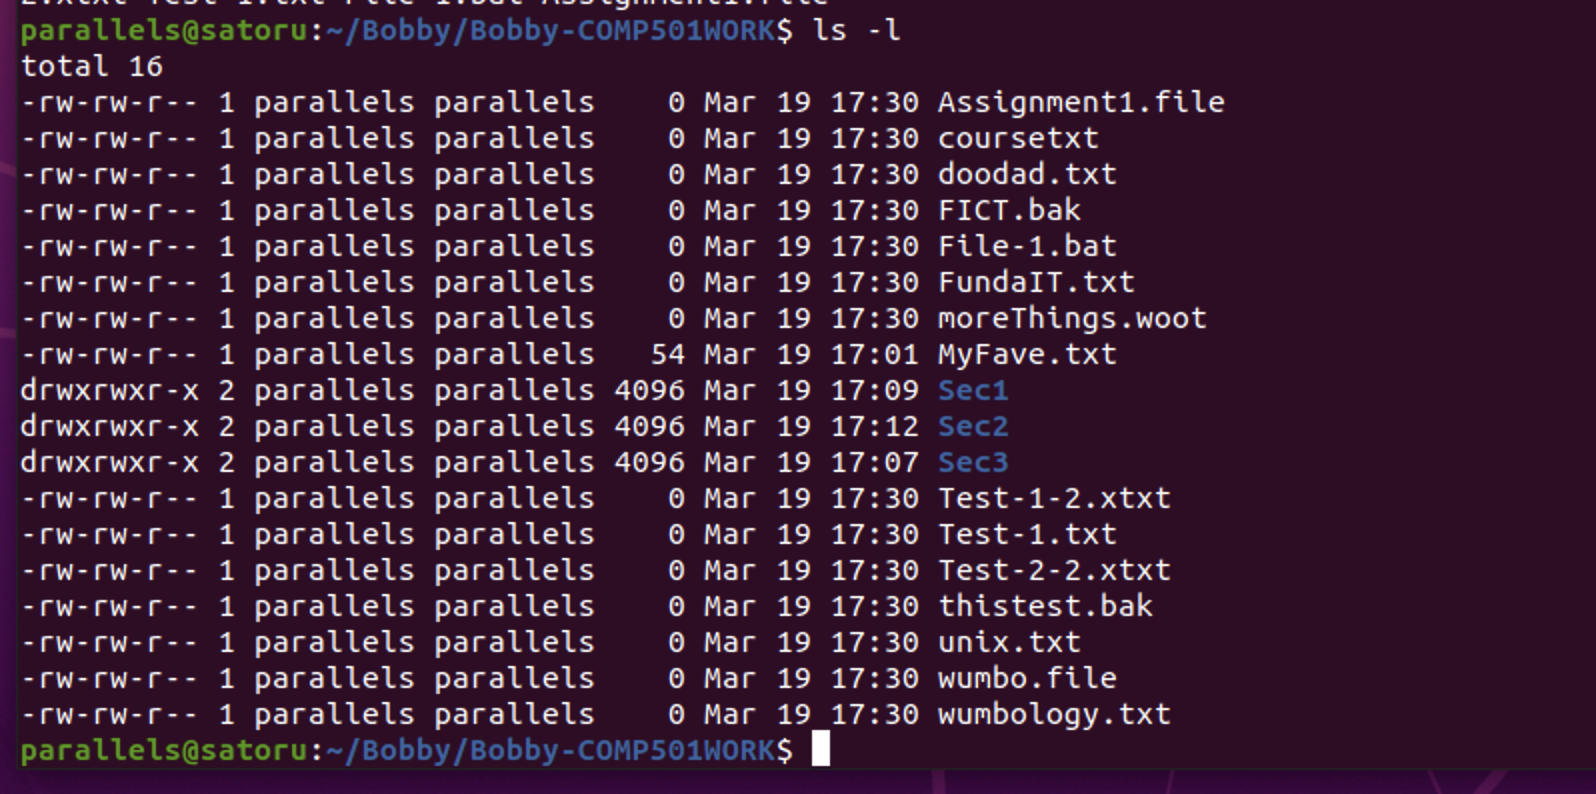 2.xtxt Test-1.txt File-1.bat Assignment1.file
parallels@satoru:~/Bobby/Bobby-COMP501WORK$ ls -l
total 16
-rw-rw-r-- 1 parallels parallels    0 Mar 19 17:30 Assignment1.file
-rw-rw-r-- 1 parallels parallels    0 Mar 19 17:30 coursetxt
-rw-rw-r-- 1 parallels parallels    0 Mar 19 17:30 doodad.txt
-rw-rw-r-- 1 parallels parallels    0 Mar 19 17:30 FICT.bak
-rw-rw-r-- 1 parallels parallels    0 Mar 19 17:30 File-1.bat
-rw-rw-r-- 1 parallels parallels    0 Mar 19 17:30 FundaIT.txt
-rw-rw-r-- 1 parallels parallels    0 Mar 19 17:30 moreThings.woot
-rw-rw-r-- 1 parallels parallels   54 Mar 19 17:01 MyFave.txt
drwxrwxr-x 2 parallels parallels 4096 Mar 19 17:09 Sec1
drwxrwxr-x 2 parallels parallels 4096 Mar 19 17:12 Sec2
drwxrwxr-x 2 parallels parallels 4096 Mar 19 17:07 Sec3
-rw-rw-r-- 1 parallels parallels    0 Mar 19 17:30 Test-1-2.xtxt
-rw-rw-r-- 1 parallels parallels    0 Mar 19 17:30 Test-1.txt
-rw-rw-r-- 1 parallels parallels    0 Mar 19 17:30 Test-2-2.xtxt
-rw-rw-r-- 1 parallels parallels    0 Mar 19 17:30 thistest.bak
-rw-rw-r-- 1 parallels parallels    0 Mar 19 17:30 unix.txt
-rw-rw-r-- 1 parallels parallels    0 Mar 19 17:30 wumbo.file
-rw-rw-r-- 1 parallels parallels    0 Mar 19 17:30 wumbology.txt
parallels@satoru:~/Bobby/Bobby-COMP501WORK$